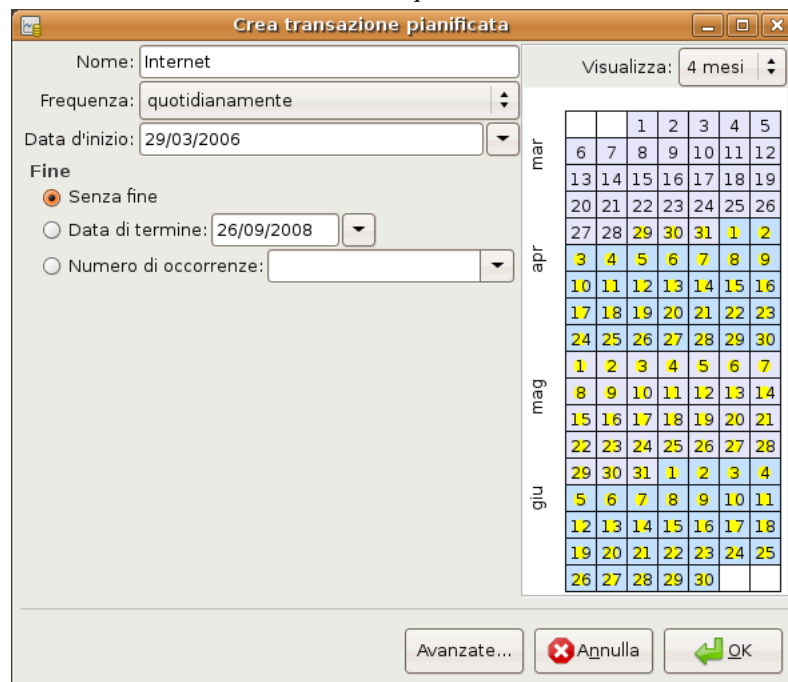 Crea transazione pianificata
Nome: Internet
Visualizza: 4 mesi
Frequenza: quotidianamente
Data d'inizio: 29/03/2006
Fine
Senza fine
Data di termine: 26/09/2008
Numero di occorrenze:
mar
1 2 3 4 5
6 7 8 9 10 11 12
13 14 15 16 17 18 19
20 21 22 23 24 25 26
27 28 29 30 31 1 2
apr
3 4 5 6 7 8 9
10 11 12 13 14 15 16
17 18 19 20 21 22 23
24 25 26 27 28 29 30
1 2 3 4 5 6 7
mag
8 9 10 11 12 13 14
15 16 17 18 19 20 21
22 23 24 25 26 27 28
29 30 31 1 2 3 4
giu
5 6 7 8 9 10 11
12 13 14 15 16 17 18
19 20 21 22 23 24 25
26 27 28 29 30
Avanzate... Annulla OK